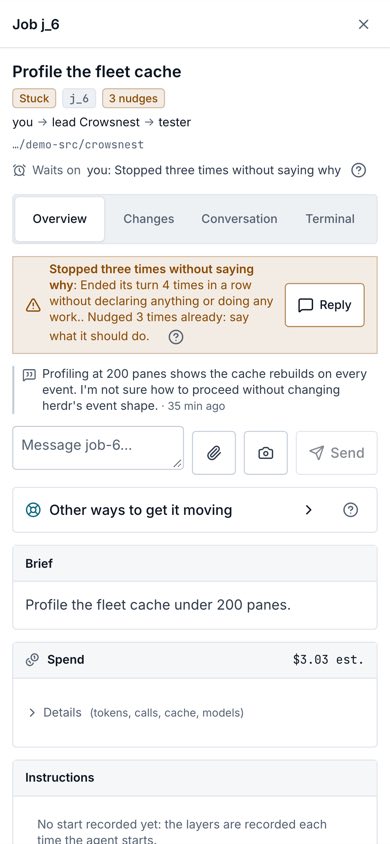 Job j_6
Profile the fleet cache
Stuck j_6 3 nudges
you → lead Crowsnest → tester
…/demo-src/crowsnest
Waits on you: Stopped three times without saying why
Overview Changes Conversation Terminal
Stopped three times without saying
why: Ended its turn 4 times in a row
without declaring anything or doing any
work.. Nudged 3 times already: say
what it should do.
Reply
Profiling at 200 panes shows the cache rebuilds on every
event. I'm not sure how to proceed without changing
herdr's event shape. · 35 min ago
Message job-6...
Send
Other ways to get it moving
Brief
Profile the fleet cache under 200 panes.
Spend $3.03 est.
Details (tokens, calls, cache, models)
Instructions
No start recorded yet: the layers are recorded each
time the agent starts.